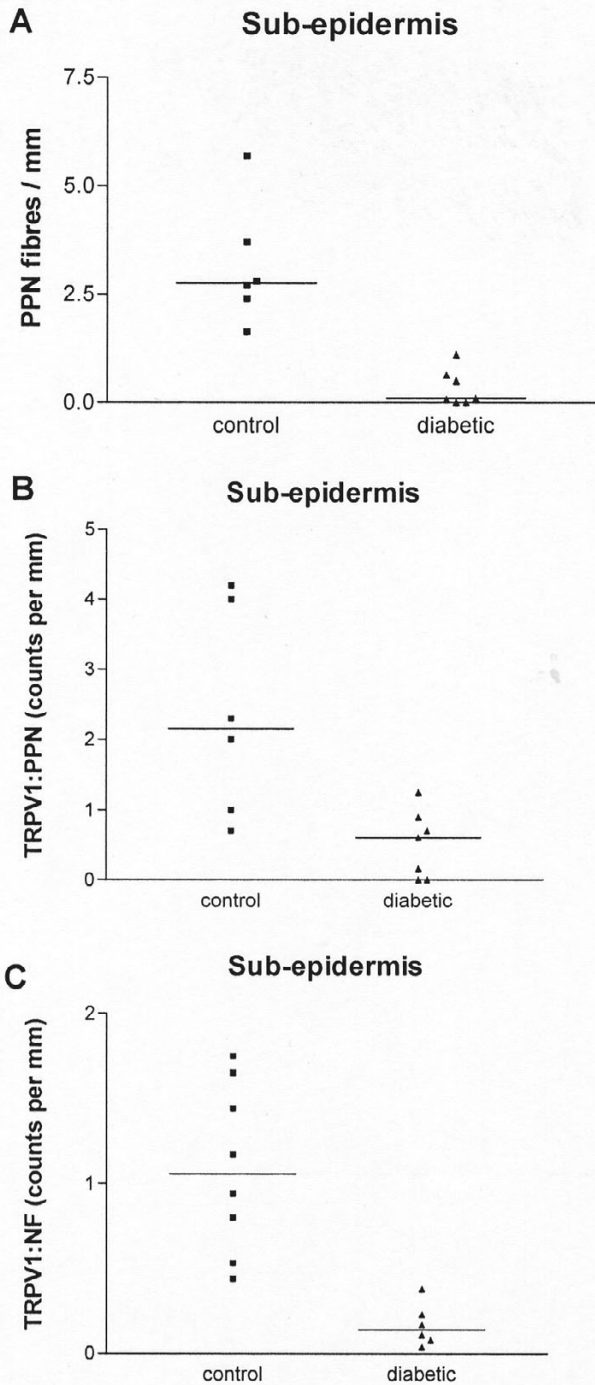 A
Sub-epidermis
PPN fibres / mm
7.5
5.0
2.5
0.0
control
diabetic
B
Sub-epidermis
TRPV1:PPN (counts per mm)
5
4
3
2
1
0
control
diabetic
C
Sub-epidermis
TRPV1:NF (counts per mm)
2
1
0
control
diabetic